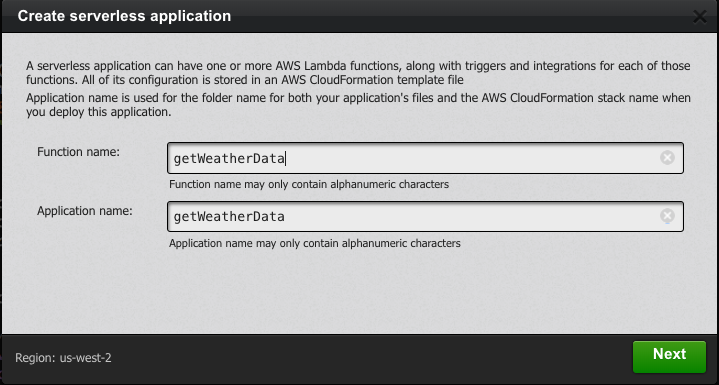 Create serverless application
A serverless application can have one or more AWS Lambda functions, along with triggers and integrations for each of those
functions. All of its configuration is stored in an AWS CloudFormation template file
Application name is used for the folder name for both your application's files and the AWS CloudFormation stack name when
you deploy this application.
Function name:
getWeatherData
Function name may only contain alphanumeric characters
Application name:
getWeatherData
Application name may only contain alphanumeric characters
Region: us-west-2
Next